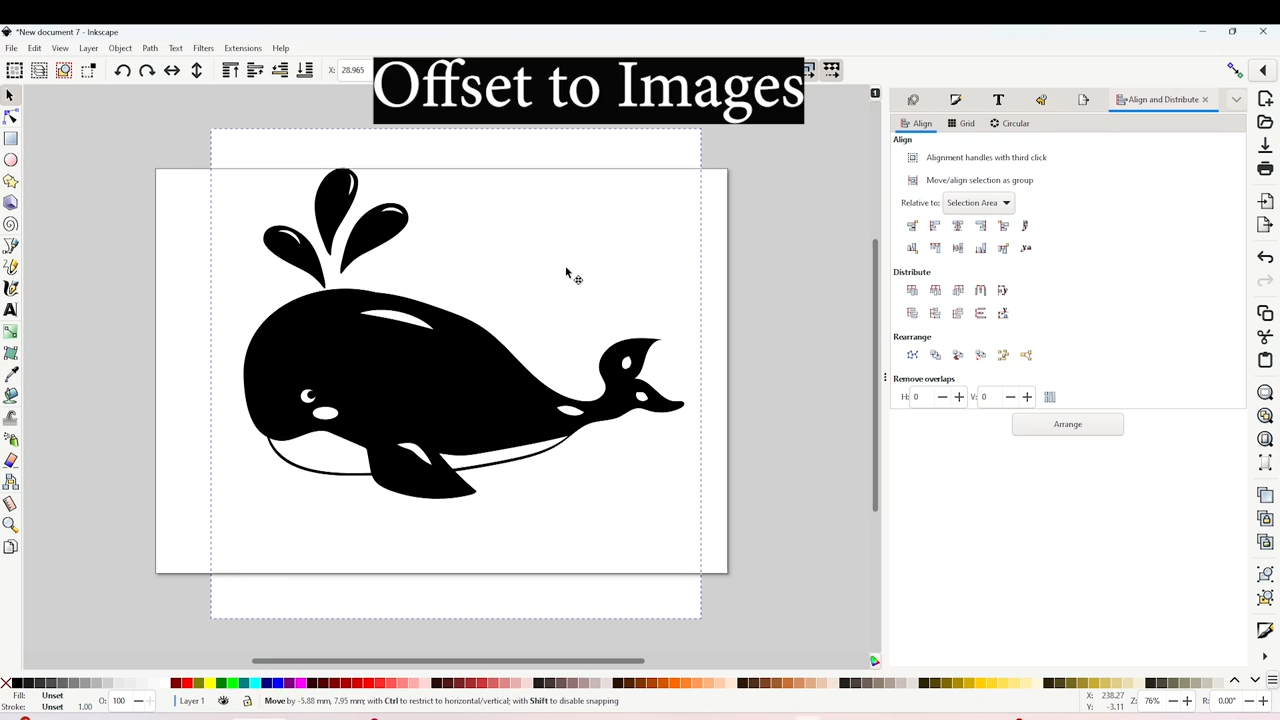 *New document 7 - Inkscape
File Edit View Layer Object Path Text Filters Extensions Help
X: 28.965
Offset to Images
1
Align and Distribute
Align Grid Circular
Align
Alignment handles with third click
Move/align selection as group
Relative to: Selection Area
Distribute
Rearrange
Remove overlaps
H: 0 V: 0
Arrange
Fill: Unset
Stroke: Unset 1.00
O: 100
Layer 1
Move by -5.88 mm, 7.95 mm; with Ctrl to restrict to horizontal/vertical; with Shift to disable snapping
X: 238.27
Y: -3.11
Z: 76%
R: 0.00°